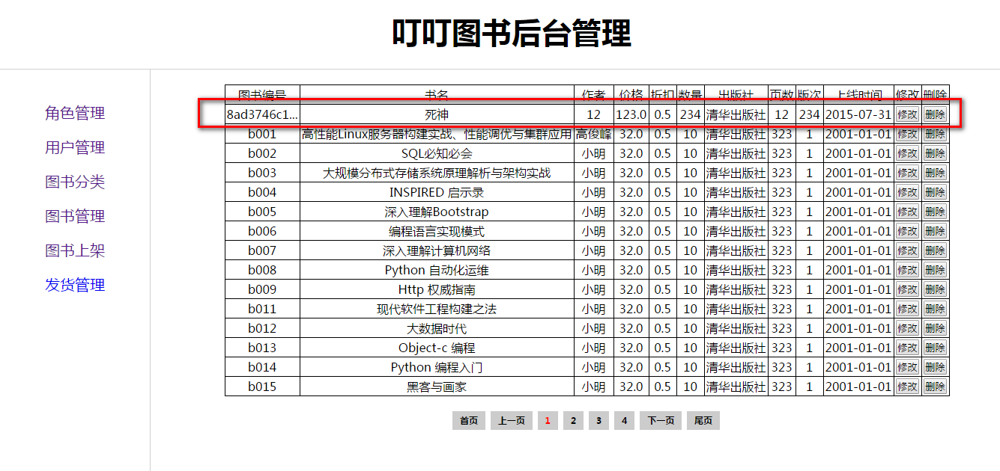 叮叮图书后台管理
角色管理
用户管理
图书分类
图书管理
图书上架
发货管理
图书编号 书名 作者 价格 折扣 数量 出版社 页数 版次 上线时间 修改 删除
8ad3746c1... 死神 12 123.0 0.5 234 清华出版社 12 234 2015-07-31 修改 删除
b001 高性能Linux服务器构建实战、性能调优与集群应用 高俊峰 32.0 0.5 10 清华出版社 323 1 2001-01-01 修改 删除
b002 SQL必知必会 小明 32.0 0.5 10 清华出版社 323 1 2001-01-01 修改 删除
b003 大规模分布式存储系统原理解析与架构实战 小明 32.0 0.5 10 清华出版社 323 1 2001-01-01 修改 删除
b004 INSPIRED 启示录 小明 32.0 0.5 10 清华出版社 323 1 2001-01-01 修改 删除
b005 深入理解Bootstrap 小明 32.0 0.5 10 清华出版社 323 1 2001-01-01 修改 删除
b006 编程语言实现模式 小明 32.0 0.5 10 清华出版社 323 1 2001-01-01 修改 删除
b007 深入理解计算机网络 小明 32.0 0.5 10 清华出版社 323 1 2001-01-01 修改 删除
b008 Python 自动化运维 小明 32.0 0.5 10 清华出版社 323 1 2001-01-01 修改 删除
b009 Http 权威指南 小明 32.0 0.5 10 清华出版社 323 1 2001-01-01 修改 删除
b011 现代软件工程构建之法 小明 32.0 0.5 10 清华出版社 323 1 2001-01-01 修改 删除
b012 大数据时代 小明 32.0 0.5 10 清华出版社 323 1 2001-01-01 修改 删除
b013 Object-c 编程 小明 32.0 0.5 10 清华出版社 323 1 2001-01-01 修改 删除
b014 Python 编程入门 小明 32.0 0.5 10 清华出版社 323 1 2001-01-01 修改 删除
b015 黑客与画家 小明 32.0 0.5 10 清华出版社 323 1 2001-01-01 修改 删除
首页 上一页 1 2 3 4 下一页 尾页